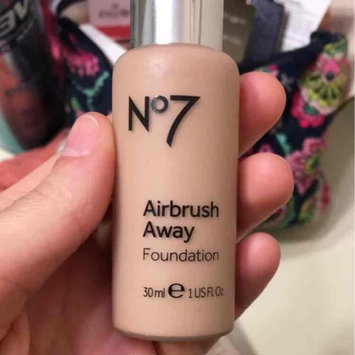 No7
Airbrush
Away
Foundation
30ml e 1 US Fl. Oz.